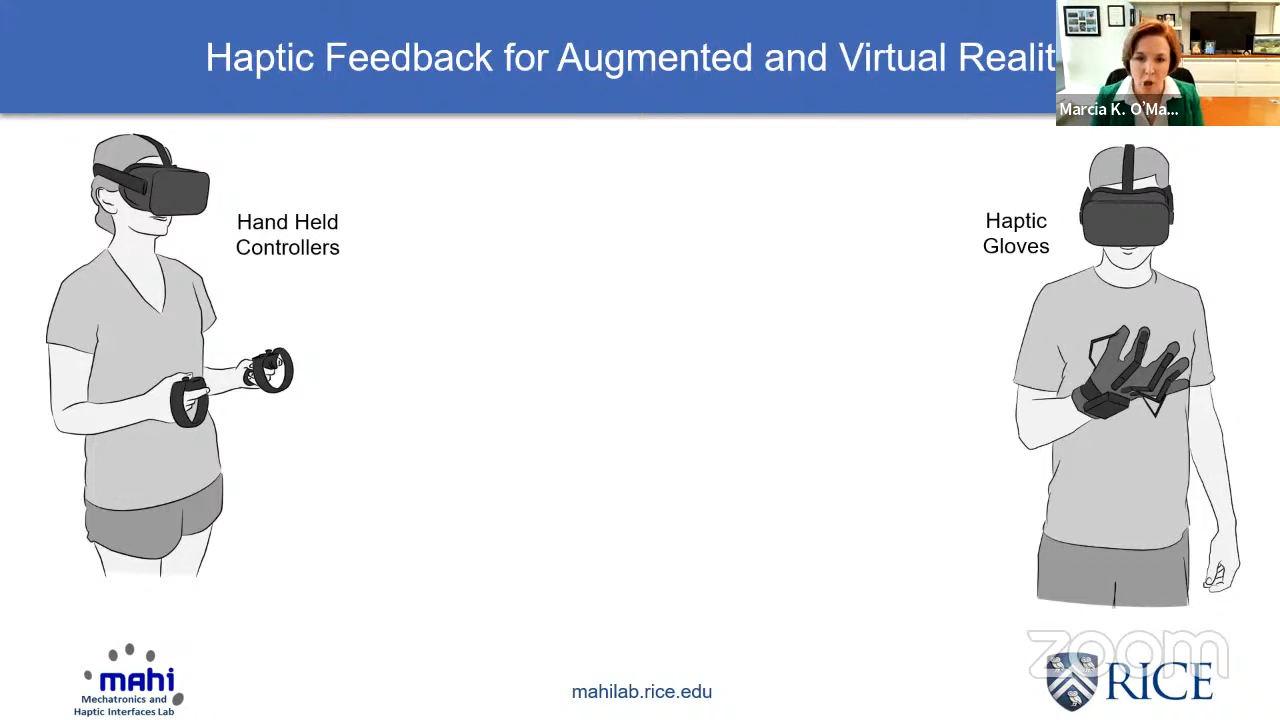 Haptic Feedback for Augmented and Virtual Realit
Marcia K. O'Ma...
Hand Held
Controllers
Haptic
Gloves
mahi
Mechatronics and
Haptic Interfaces Lab
mahilab.rice.edu
zoom
RICE